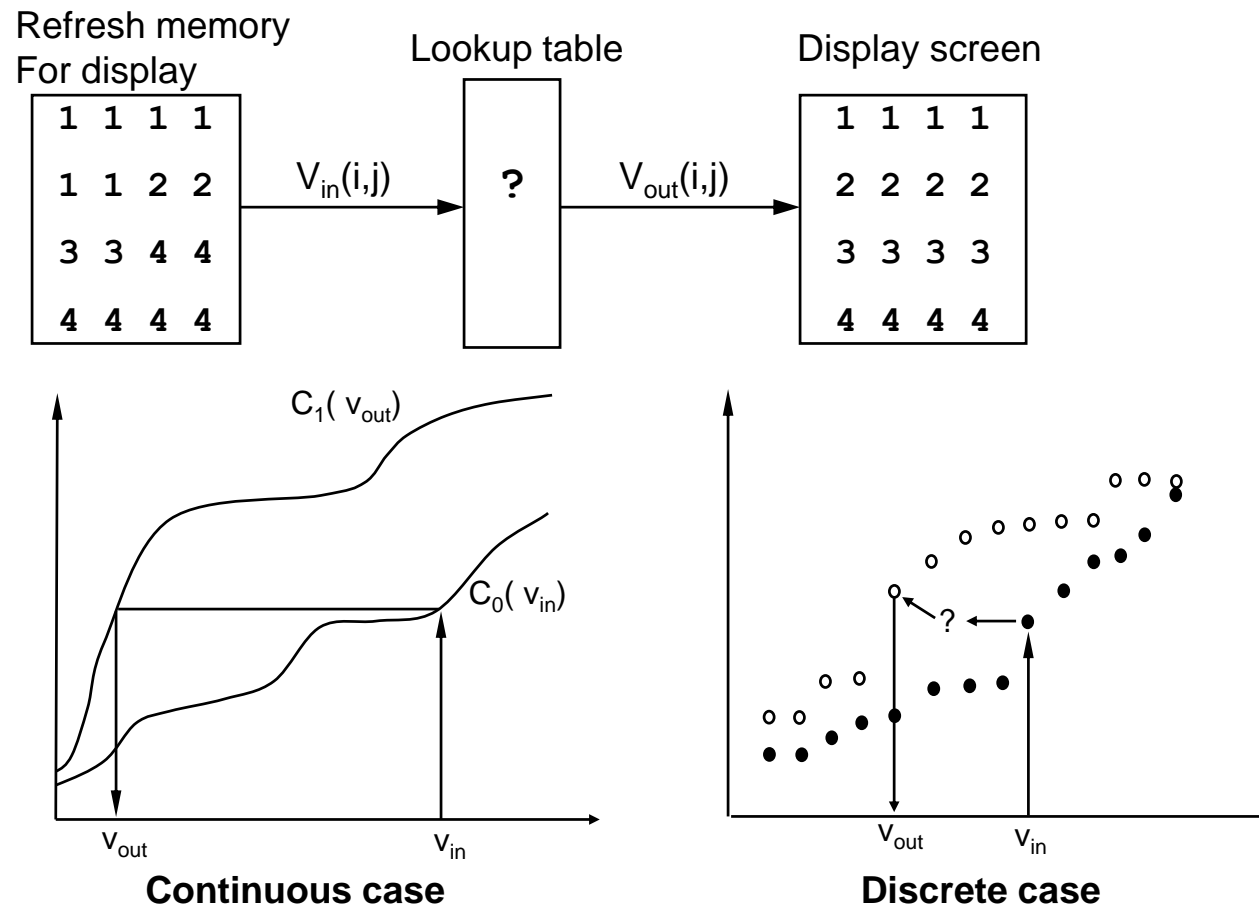 Refresh memory
For display
Lookup table
Display screen
1 1 1 1
1 1 2 2
3 3 4 4
4 4 4 4
V_in(i,j)
?
V_out(i,j)
1 1 1 1
2 2 2 2
3 3 3 3
4 4 4 4
C_1( v_out)
C_0( v_in)
v_out
v_in
Continuous case
?
v_out
v_in
Discrete case